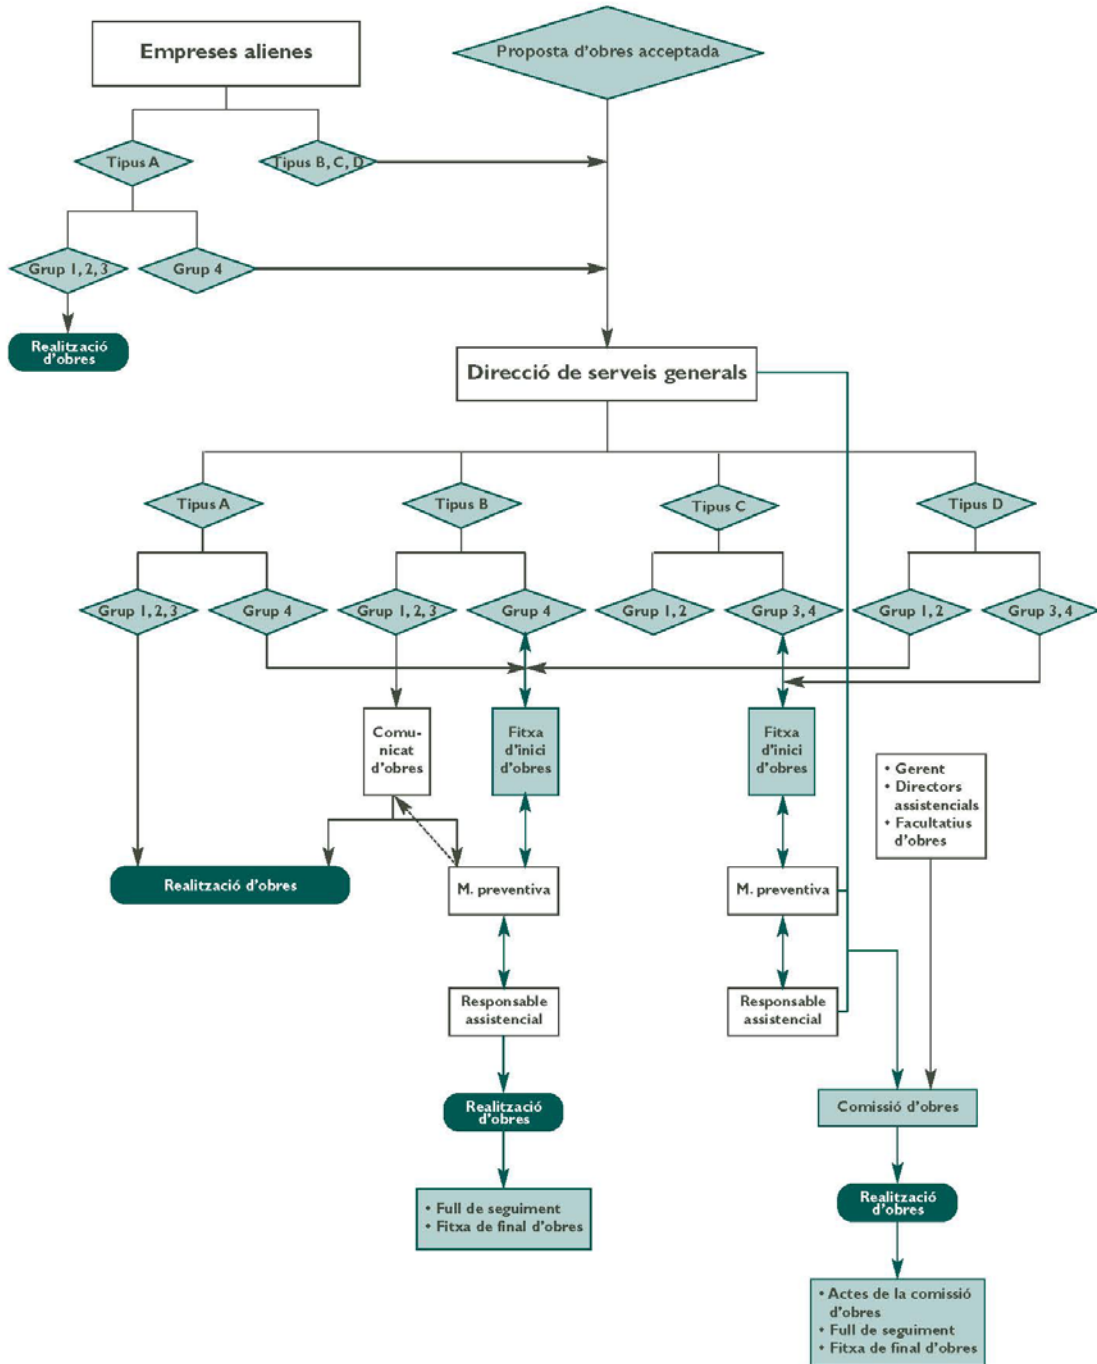 Empreses alienes
Proposta d'obres acceptada
Tipus A
Tipus B, C, D
Grup 1, 2, 3
Grup 4
Realització
d'obres
Direcció de serveis generals
Tipus A
Tipus B
Tipus C
Tipus D
Grup 1, 2, 3
Grup 4
Grup 1, 2, 3
Grup 4
Grup 1, 2
Grup 3, 4
Grup 1, 2
Grup 3, 4
Comu-
nicat
d'obres
Fitxa
d'inici
d'obres
Fitxa
d'inici
d'obres
• Gerent
• Directors
assistencials
• Facultatius
d'obres
Realització d'obres
M. preventiva
M. preventiva
Responsable
assistencial
Responsable
assistencial
Realització
d'obres
Comissió d'obres
• Full de seguiment
• Fitxa de final d'obres
Realització
d'obres
• Actes de la comissió
d'obres
• Full de seguiment
• Fitxa de final d'obres